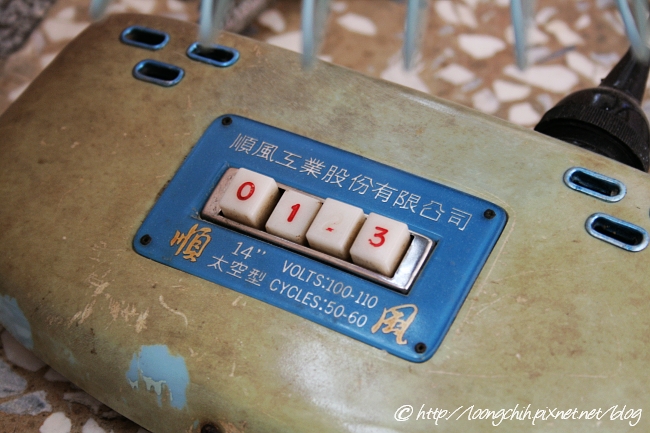 順風工業股份有限公司
0 1 - 3
順
14''
太空型
VOLTS:100-110
CYCLES:50-60
風
© http://loongchih.pixnet.net/blog